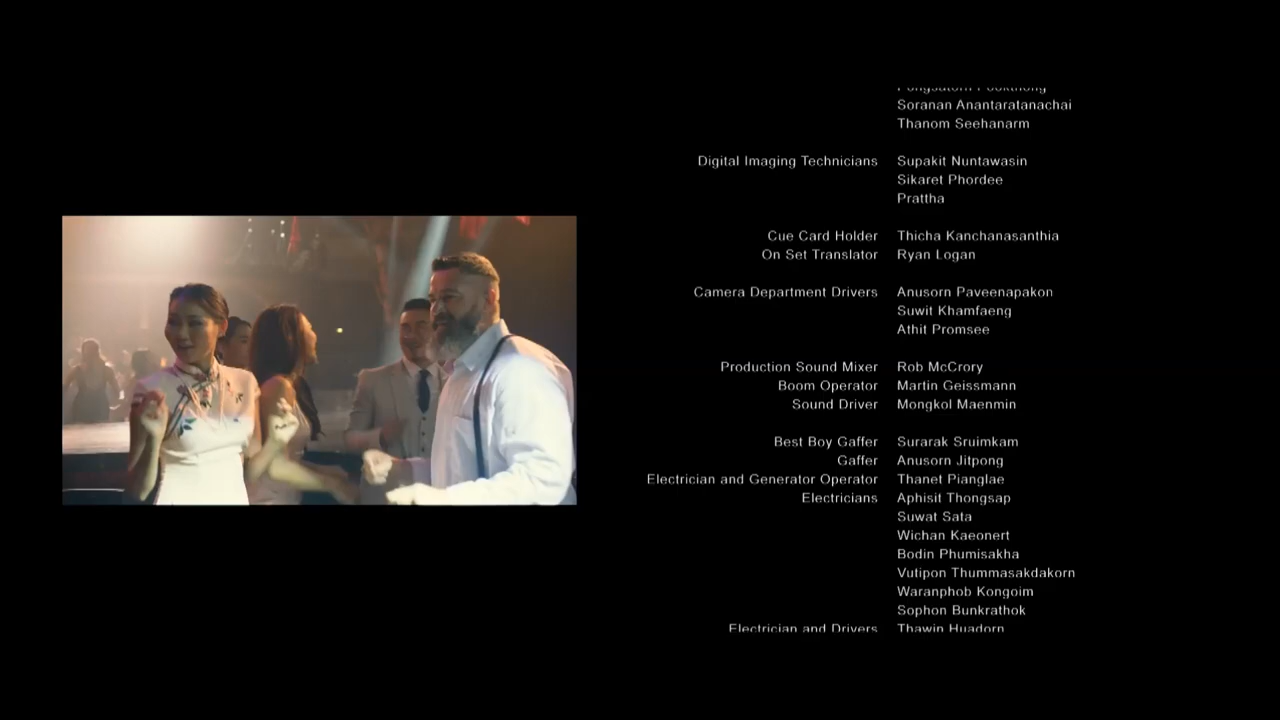 Soranan Anantaratanachai
Thanom Seehanarm
Digital Imaging Technicians Supakit Nuntawasin
Sikaret Phordee
Prattha
Cue Card Holder Thicha Kanchanasanthia
On Set Translator Ryan Logan
Camera Department Drivers Anusorn Paveenapakon
Suwit Khamfaeng
Athit Promsee
Production Sound Mixer Rob McCrory
Boom Operator Martin Geissmann
Sound Driver Mongkol Maenmin
Best Boy Gaffer Surarak Sruimkam
Gaffer Anusorn Jitpong
Electrician and Generator Operator Thanet Pianglae
Electricians Aphisit Thongsap
Suwat Sata
Wichan Kaeonert
Bodin Phumisakha
Vutipon Thummasakdakorn
Waranphob Kongoim
Sophon Bunkrathok
Electrician and Drivers Thawin Huadorn